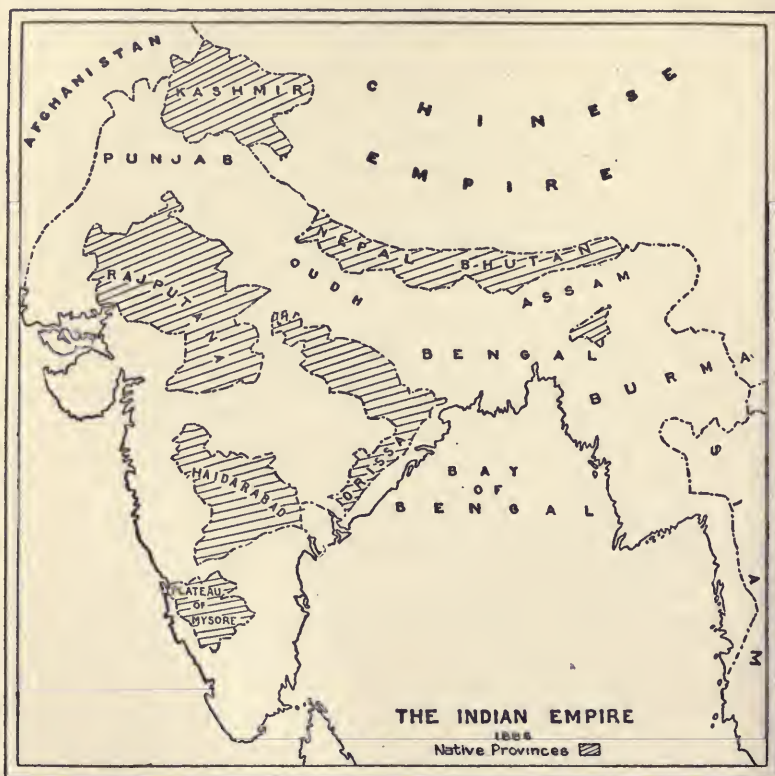 AFGHANISTAN
KASHMIR
CHINESE
EMPIRE
PUNJAB
NEPAL
BHUTAN
OUDH
ASSAM
RAJPUTANA
BENGAL
BURMA
SIAM
HAIDARABAD
ORISSA
BAY
OF
BENGAL
PLATEAU
OF
MYSORE
THE INDIAN EMPIRE
1886
Native Provinces